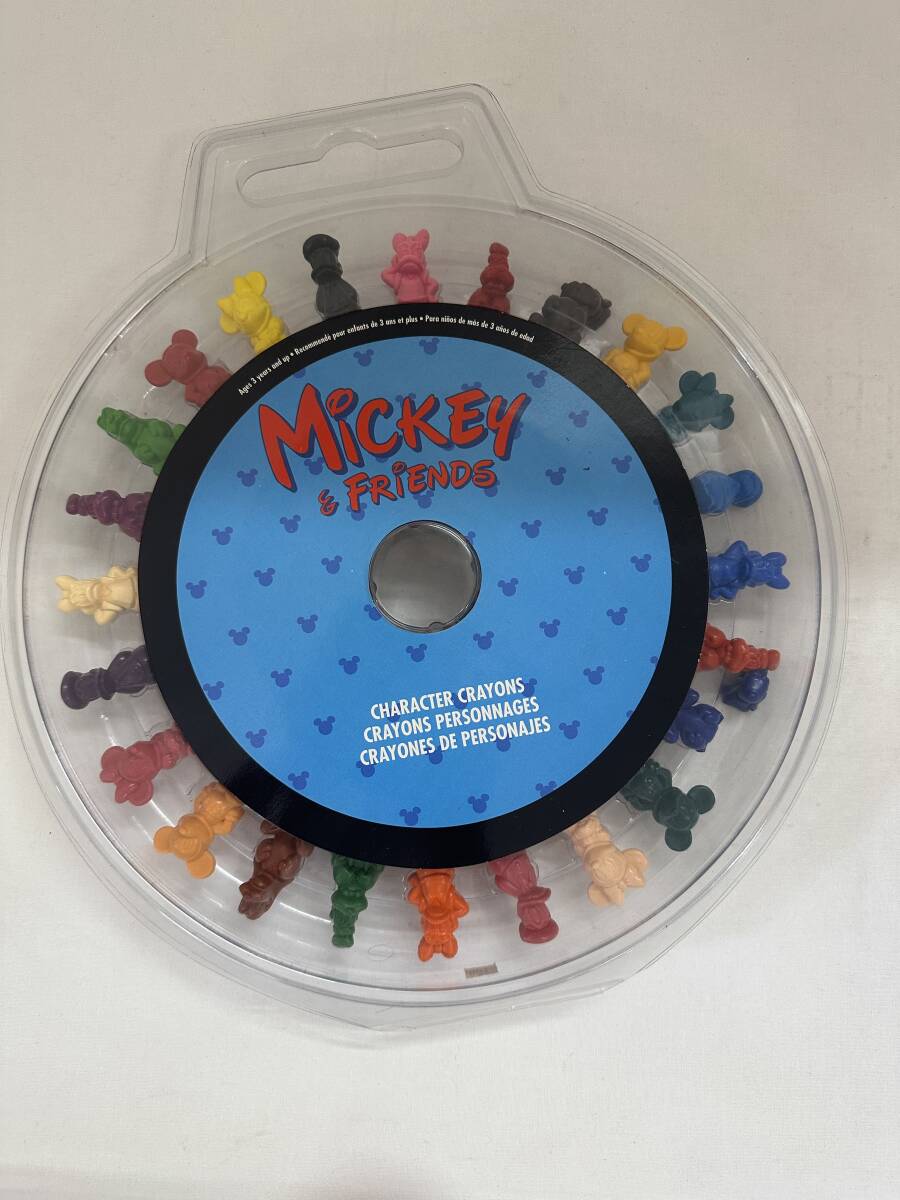 Ages 3 years and up • Recommendé pour enfants de 3 ans et plus • Para niños de más de 3 años de edad
MICKEY
& FRIENDS
CHARACTER CRAYONS
CRAYONS PERSONNAGES
CRAYONES DE PERSONAJES